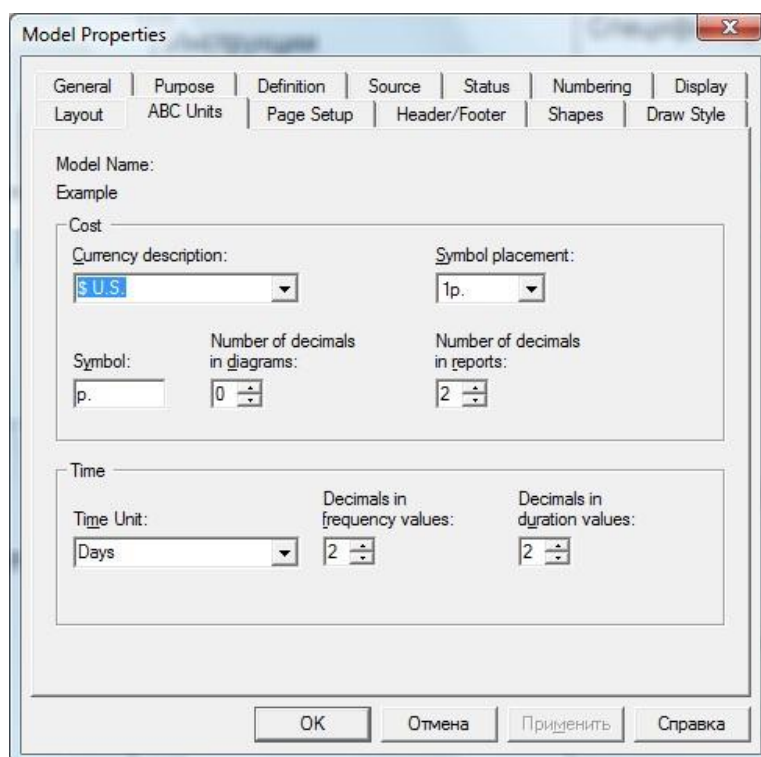 Model Properties
General Purpose Definition Source Status Numbering Display
Layout ABC Units Page Setup Header/Footer Shapes Draw Style
Model Name:
Example
Cost
Currency description: Symbol placement:
$ U.S. 1p.
Number of decimals Number of decimals
Symbol: in diagrams: in reports:
р. 0 2
Time
Decimals in Decimals in
Time Unit: frequency values: duration values:
Days 2 2
OK Отмена Применить Справка